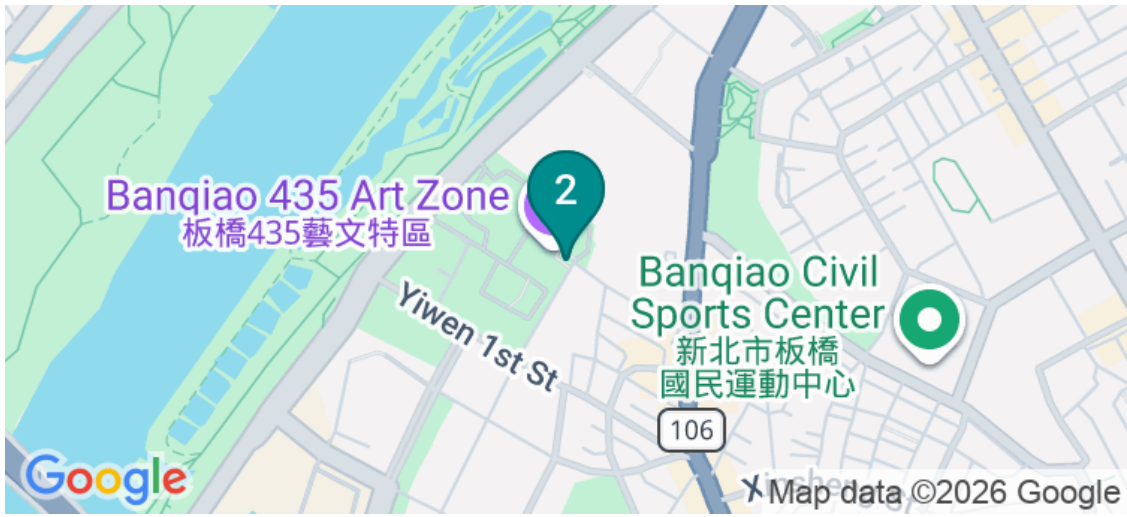 2
Banqiao 435 Art Zone
板橋435藝文特區
Banqiao Civil
Sports Center
新北市板橋
國民運動中心
Yiwen 1st St
106
Google
Map data ©2026 Google